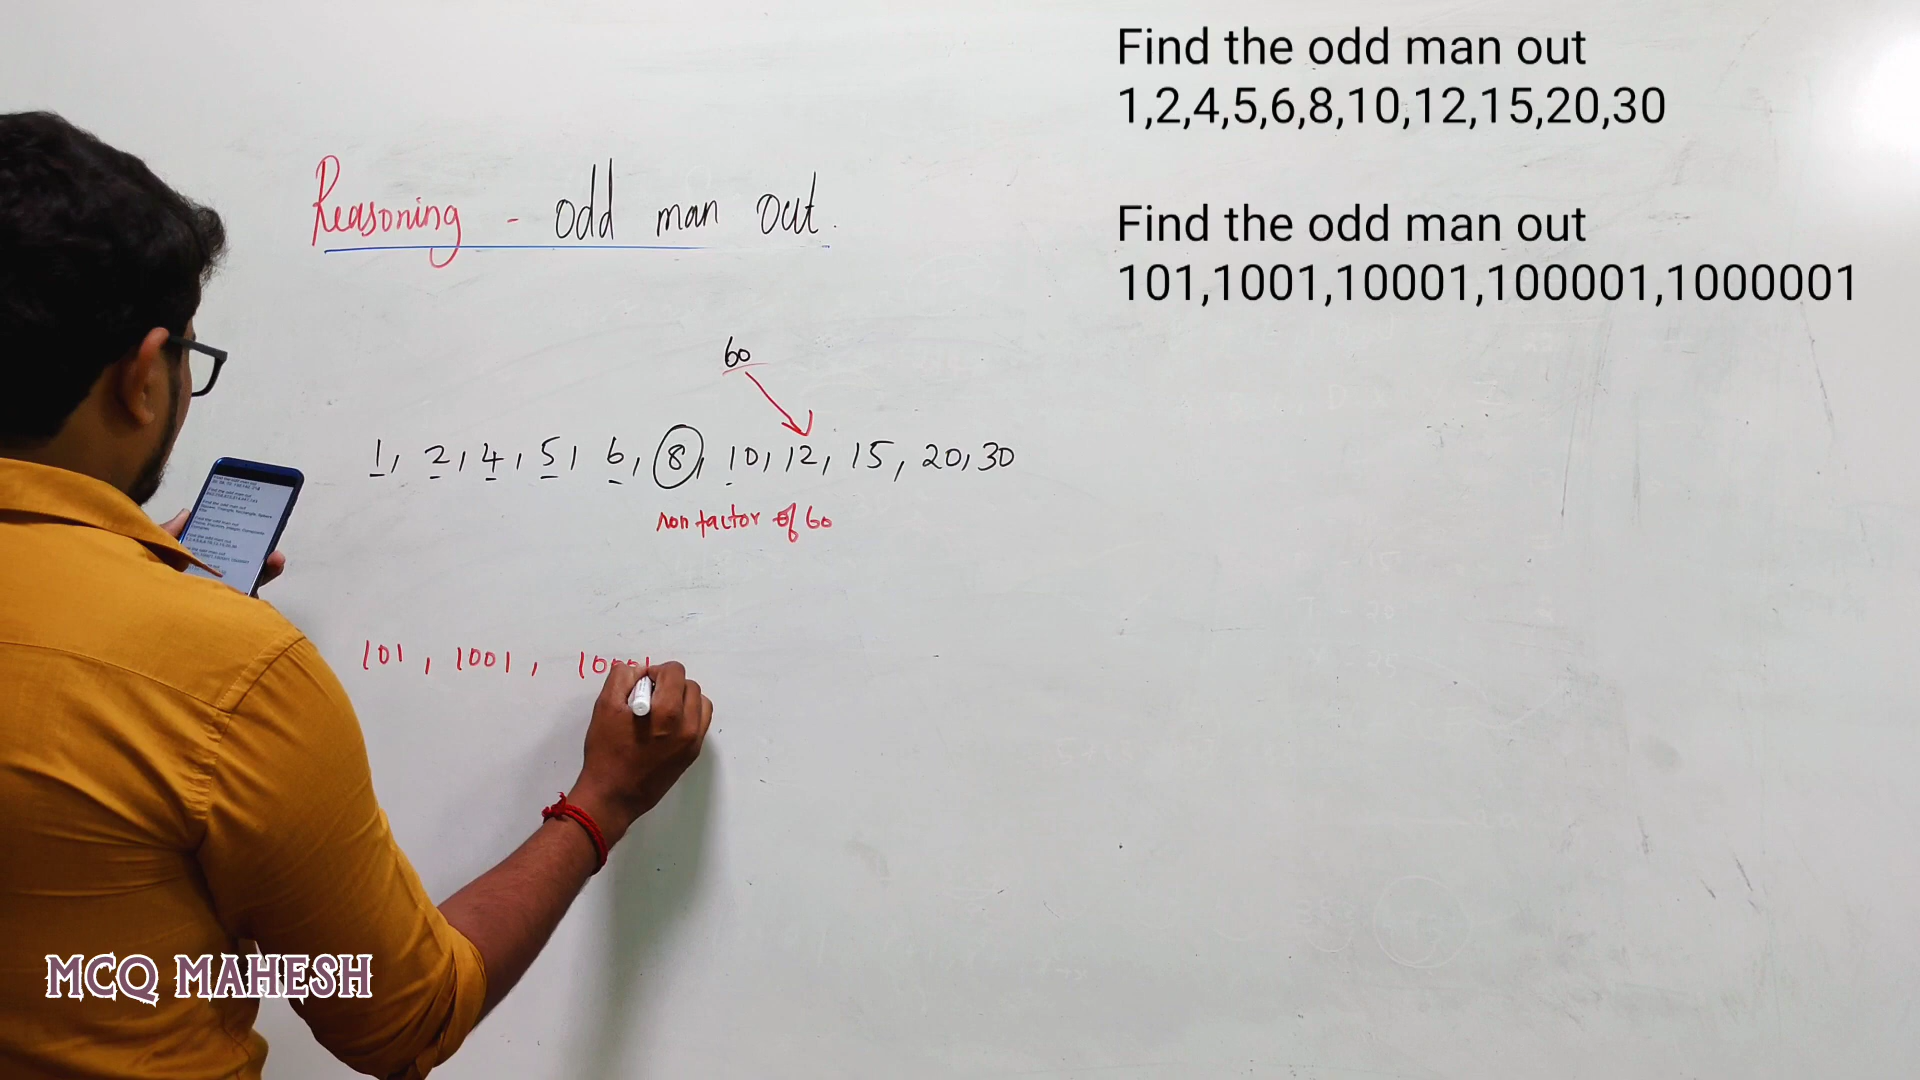 Find the odd man out
1,2,4,5,6,8,10,12,15,20,30
Find the odd man out
101,1001,10001,100001,1000001
Reasoning - odd man out.
60
1, 2, 4, 5, 6, 8, 10, 12, 15, 20, 30
non factor of 60
101, 1001, 10001
MCQ MAHESH